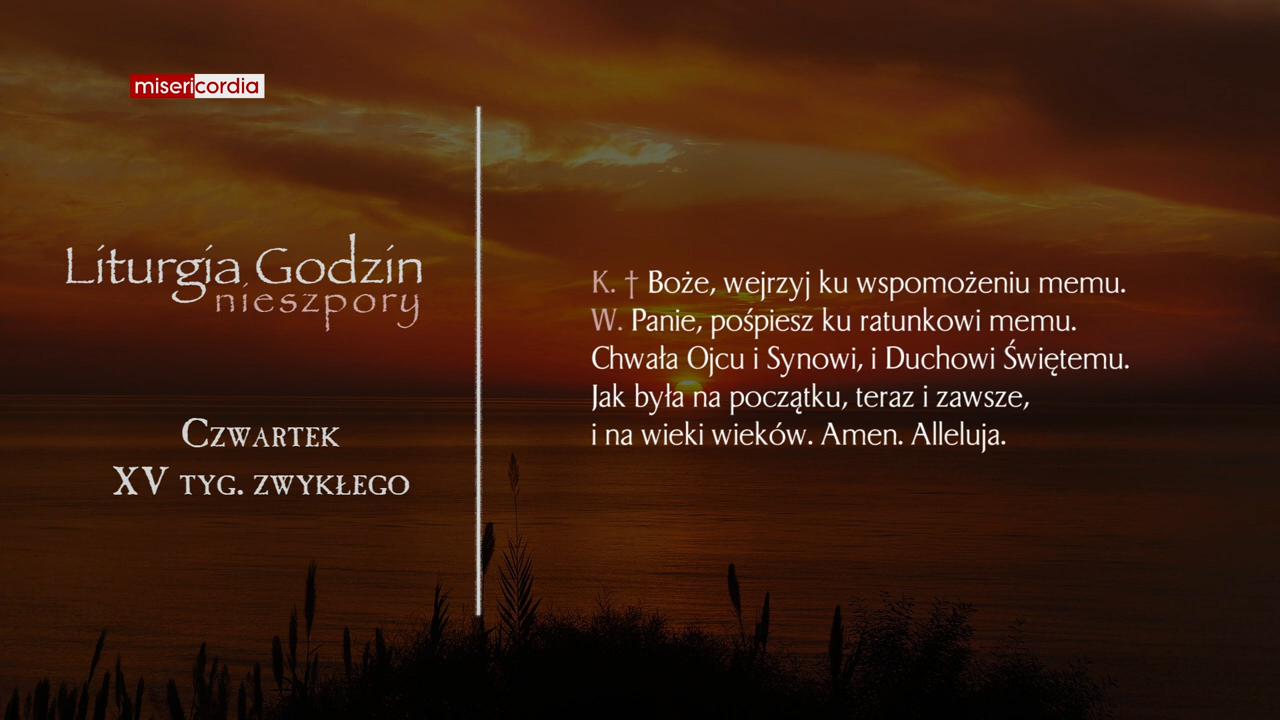 misericordia
Liturgia Godzin
nieszpory
Czwartek
XV tyg. zwykłego
K. † Boże, wejrzyj ku wspomożeniu memu.
W. Panie, pośpiesz ku ratunkowi memu.
Chwała Ojcu i Synowi, i Duchowi Świętemu.
Jak była na początku, teraz i zawsze,
i na wieki wieków. Amen. Alleluja.